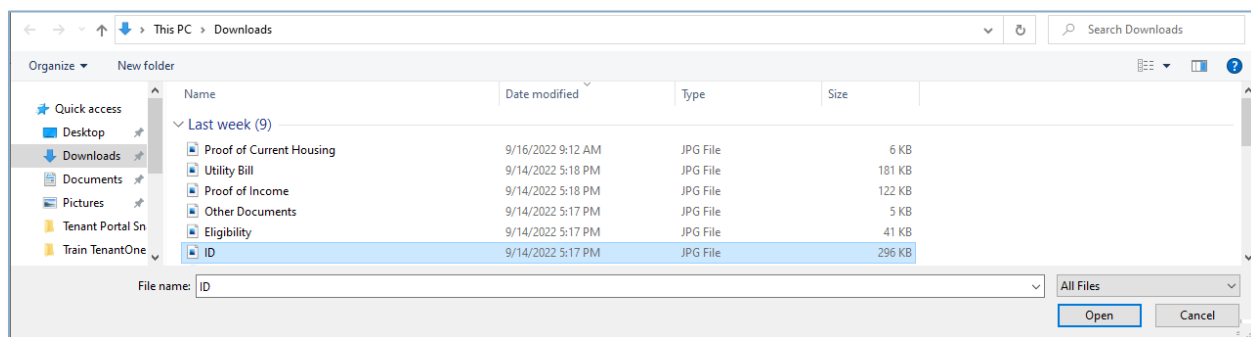 This PC > Downloads
Search Downloads
Organize
New folder
?
Name Date modified Type Size
Quick access
Desktop
Downloads
Documents
Pictures
Tenant Portal Sn
Train TenantOne
Last week (9)
Proof of Current Housing 9/16/2022 9:12 AM JPG File 6 KB
Utility Bill 9/14/2022 5:18 PM JPG File 181 KB
Proof of Income 9/14/2022 5:18 PM JPG File 122 KB
Other Documents 9/14/2022 5:17 PM JPG File 5 KB
Eligibility 9/14/2022 5:17 PM JPG File 41 KB
ID 9/14/2022 5:17 PM JPG File 296 KB
File name: ID
All Files
Open
Cancel